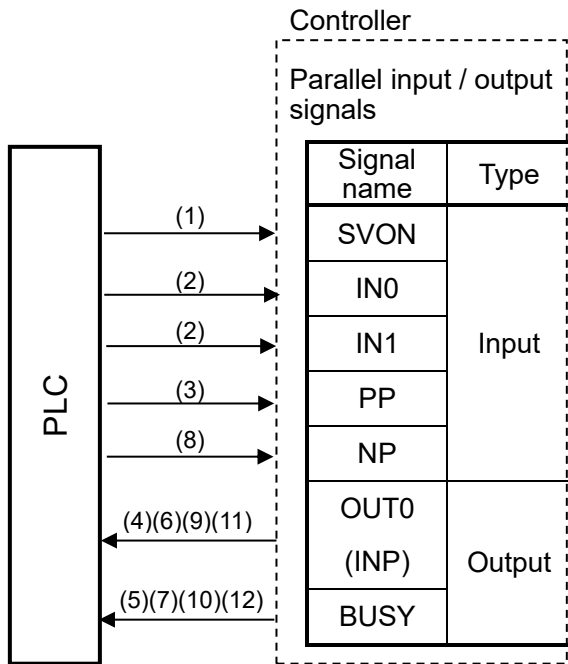 Controller
Parallel input / output
signals
Signal
name
Type
PLC
(1)
SVON
(2)
IN0
(2)
IN1
Input
(3)
PP
(8)
NP
(4)(6)(9)(11)
OUT0
(INP)
Output
(5)(7)(10)(12)
BUSY